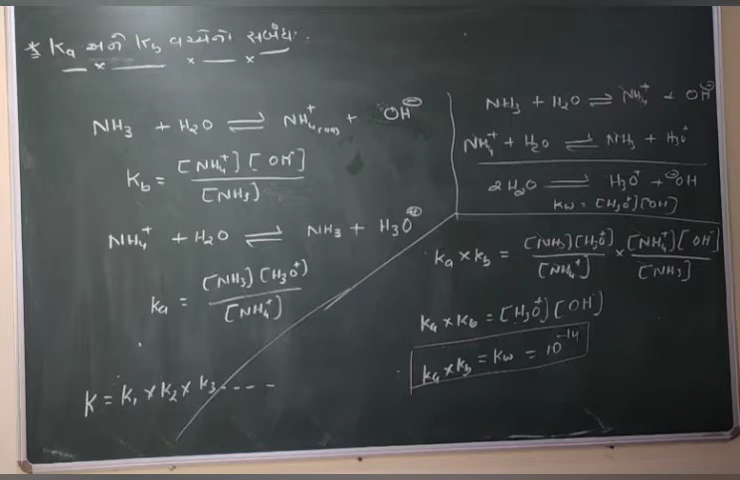 * Ka અને Kb વચ્ચેનો સબંધ :
NH3 + H2O ⇌ NH4+(aq) + OH⊖
Kb = [NH4+] [OH-] / [NH3]
NH4+ + H2O ⇌ NH3 + H3O⊕
Ka = [NH3] [H3O+] / [NH4+]
K = K1 × K2 × K3 - - - -
NH3 + H2O ⇌ NH4+ + OH⊖
NH4+ + H2O ⇌ NH3 + H3O+
2H2O ⇌ H3O+ + ⊖OH
Kw = [H3O+] [OH-]
Ka × Kb = [NH3] [H3O+] / [NH4+] × [NH4+] [OH-] / [NH3]
Ka × Kb = [H3O+] [OH-]
Ka × Kb = Kw = 10-14